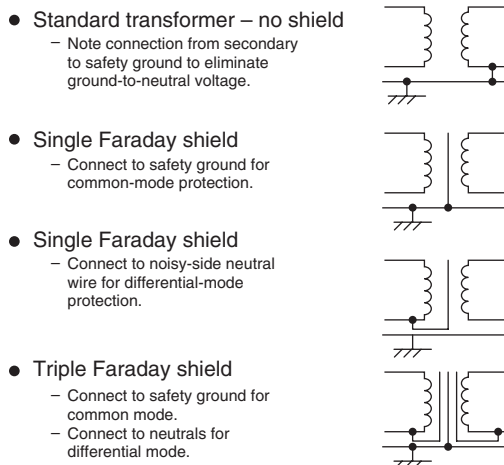 ● Standard transformer – no shield
– Note connection from secondary
to safety ground to eliminate
ground-to-neutral voltage.
● Single Faraday shield
– Connect to safety ground for
common-mode protection.
● Single Faraday shield
– Connect to noisy-side neutral
wire for differential-mode
protection.
● Triple Faraday shield
– Connect to safety ground for
common mode.
– Connect to neutrals for
differential mode.